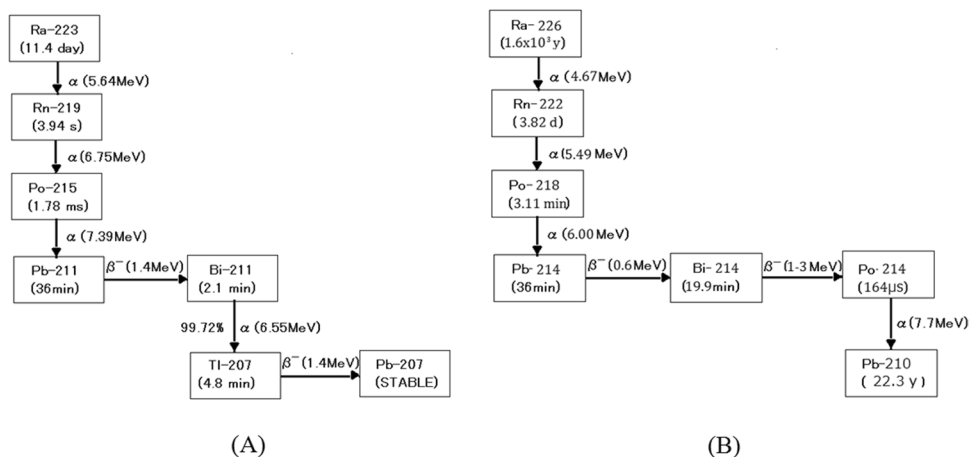 Ra-223
(11.4 day)
α (5.64MeV)
Rn-219
(3.94 s)
α (6.75MeV)
Po-215
(1.78 ms)
α (7.39MeV)
Pb-211
(36min)
β⁻ (1.4MeV)
Bi-211
(2.1 min)
99.72%
α (6.55MeV)
Tl-207
(4.8 min)
β⁻ (1.4MeV)
Pb-207
(STABLE)
(A)
Ra-226
(1.6x10³ y)
α (4.67MeV)
Rn-222
(3.82 d)
α (5.49 MeV)
Po-218
(3.11 min)
α (6.00 MeV)
Pb-214
(36min)
β⁻ (0.6MeV)
Bi-214
(19.9min)
β⁻ (1-3 MeV)
Po·214
(164µs)
α (7.7MeV)
Pb-210
( 22.3 y)
(B)